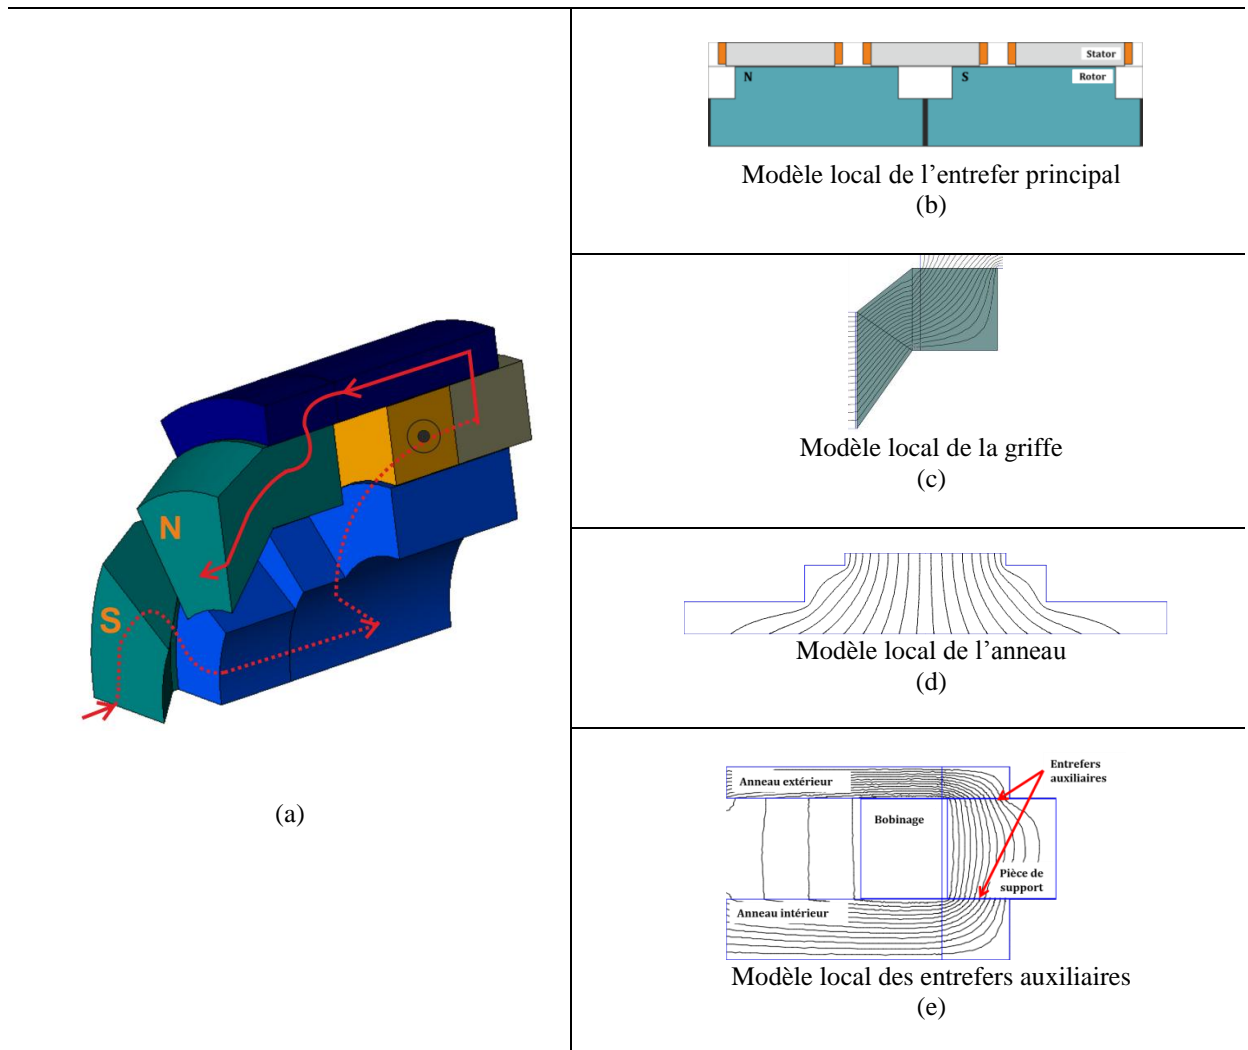 N
S
(a)
Stator
N
S
Rotor
Modèle local de l’entrefer principal
(b)
Modèle local de la griffe
(c)
Modèle local de l’anneau
(d)
Entrefers
auxiliaires
Anneau extérieur
Bobinage
Pièce de
support
Anneau intérieur
Modèle local des entrefers auxiliaires
(e)